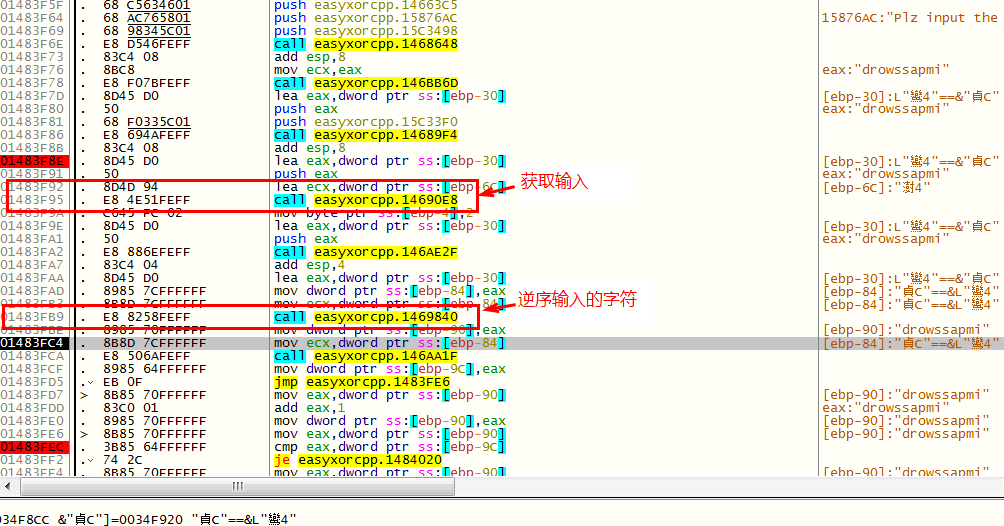 01483F5F . 68 C5634601 push easyxorcpp.14663C5
01483F64 . 68 AC765801 push easyxorcpp.15876AC 15876AC:"Plz input the
01483F69 . 68 98345C01 push easyxorcpp.15C3498
01483F6E . E8 D546FEFF call easyxorcpp.1468648
01483F73 . 83C4 08 add esp,8
01483F76 . 8BC8 mov ecx,eax eax:"drowssapmi"
01483F78 . E8 F07BFEFF call easyxorcpp.146BB6D
01483F7D . 8D45 D0 lea eax,dword ptr ss:[ebp-30] [ebp-30]:L"鸞4"==&"貞C"
01483F80 . 50 push eax eax:"drowssapmi"
01483F81 . 68 F0335C01 push easyxorcpp.15C33F0
01483F86 . E8 694AFEFF call easyxorcpp.14689F4
01483F8B . 83C4 08 add esp,8
01483F8E . 8D45 D0 lea eax,dword ptr ss:[ebp-30] [ebp-30]:L"鸞4"==&"貞C"
01483F91 . 50 push eax eax:"drowssapmi"
01483F92 . 8D4D 94 lea ecx,dword ptr ss:[ebp-6C] [ebp-6C]:"澍4"
获取输入
01483F95 . E8 4E51FEFF call easyxorcpp.14690E8
01483F9A . C645 FC 02 mov byte ptr ss:[ebp-4],2
01483F9E . 8D45 D0 lea eax,dword ptr ss:[ebp-30] [ebp-30]:L"鸞4"==&"貞C"
01483FA1 . 50 push eax eax:"drowssapmi"
01483FA2 . E8 886EFEFF call easyxorcpp.146AE2F
01483FA7 . 83C4 04 add esp,4
01483FAA . 8D45 D0 lea eax,dword ptr ss:[ebp-30] [ebp-30]:L"鸞4"==&"貞C"
01483FAD . 8985 7CFFFFFF mov dword ptr ss:[ebp-84],eax [ebp-84]:"貞C"==&L"鸞4"
逆序输入的字符
01483FB3 . 8B8D 7CFFFFFF mov ecx,dword ptr ss:[ebp-84] [ebp-84]:"貞C"==&L"鸞4"
01483FB9 . E8 8258FEFF call easyxorcpp.1469840
01483FBE . 8985 70FFFFFF mov dword ptr ss:[ebp-90],eax [ebp-90]:"drowssapmi"
01483FC4 . 8B8D 7CFFFFFF mov ecx,dword ptr ss:[ebp-84] [ebp-84]:"貞C"==&L"鸞4"
01483FCA . E8 506AFEFF call easyxorcpp.146AA1F
01483FCF . 8985 64FFFFFF mov dword ptr ss:[ebp-9C],eax
01483FD5 . EB 0F jmp easyxorcpp.1483FE6
01483FD7 > 8B85 70FFFFFF mov eax,dword ptr ss:[ebp-90] [ebp-90]:"drowssapmi"
01483FDD . 83C0 01 add eax,1 eax:"drowssapmi"
01483FE0 . 8985 70FFFFFF mov dword ptr ss:[ebp-90],eax [ebp-90]:"drowssapmi"
01483FE6 > 8B85 70FFFFFF mov eax,dword ptr ss:[ebp-90] [ebp-90]:"drowssapmi"
01483FEC . 3B85 64FFFFFF cmp eax,dword ptr ss:[ebp-9C] eax:"drowssapmi"
01483FF2 . 74 2C je easyxorcpp.1484020
01483FF4 . 8B85 70FFFFFF mov eax,dword ptr ss:[ebp-90] [ebp-90]:"drowssapmi"
034F8CC &"貞C"]=0034F920 "貞C"==&L"鸞4"